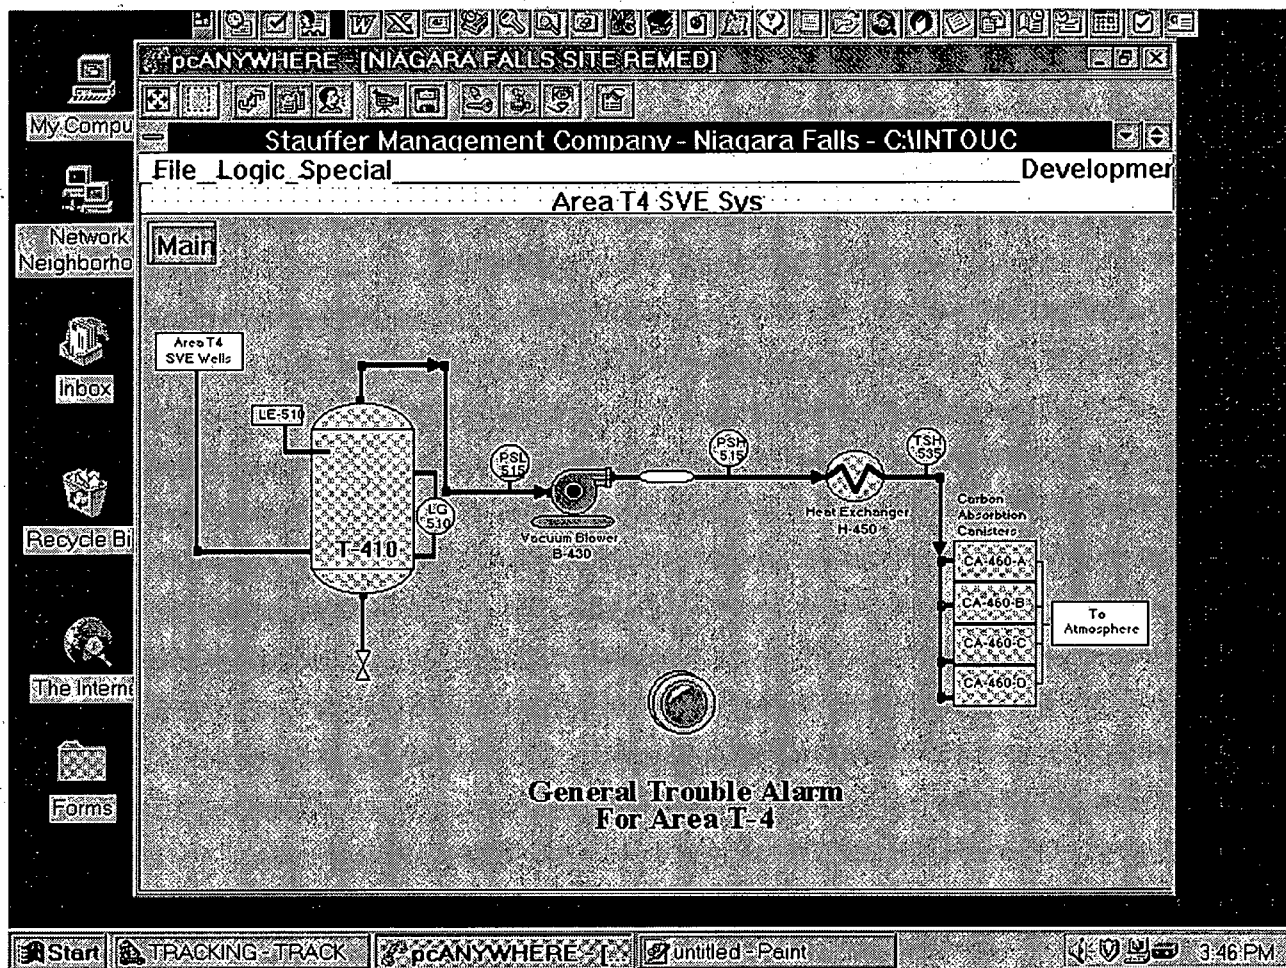 pcANYWHERE - [NIAGARA FALLS SITE REMED]
My Compu
Stauffer Management Company - Niagara Falls - C:\INTOUC
File Logic Special Developmer
Area T4 SVE Sys
Network
Neighborho
Main
Area T4
SVE Wells
Inbox
LE-510
PSL
515
PSH
515
TSH
535
LG
510
Heat Exchanger
H-450
Carbon
Absorbtion
Canisters
Recycle Bi
T-410
Vacuum Blower
B-430
CA-460-A
CA-460-B
CA-460-C
CA-460-D
To
Atmosphere
The Interne
Forms
General Trouble Alarm
For Area T-4
Start
TRACKING - TRACK
pcANYWHERE - [
untitled - Paint
3:46 PM